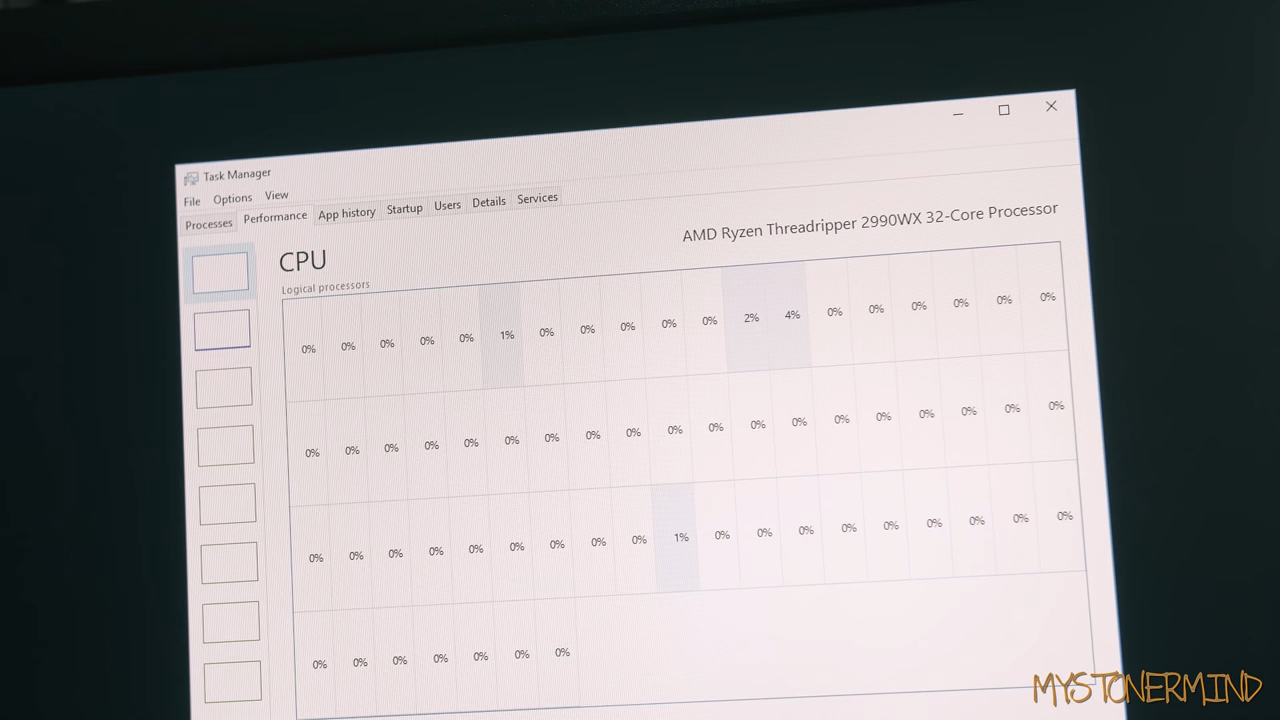 Task Manager
File Options View
Processes Performance App history Startup Users Details Services
CPU
AMD Ryzen Threadripper 2990WX 32-Core Processor
Logical processors
0% 0% 0% 0% 0% 1% 0% 0% 0% 0% 0% 2% 4% 0% 0% 0% 0% 0% 0%
0% 0% 0% 0% 0% 0% 0% 0% 0% 0% 0% 0% 0% 0% 0% 0% 0% 0% 0%
0% 0% 0% 0% 0% 0% 0% 0% 0% 1% 0% 0% 0% 0% 0% 0% 0% 0% 0%
0% 0% 0% 0% 0% 0% 0%
MYSTONERMIND